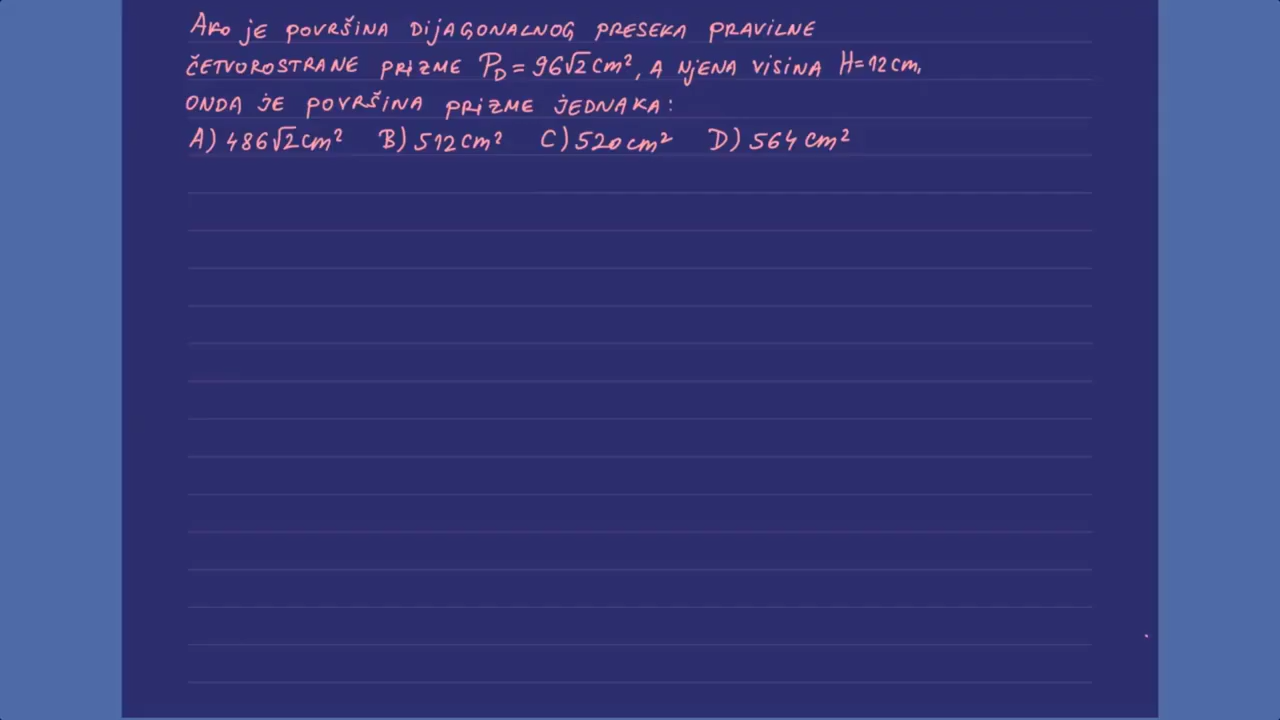 Ako je površina dijagonalnog preseka pravilne
četvorostrane prizme P_D = 96√2 cm², a njena visina H=12 cm,
onda je površina prizme jednaka:
A) 486√2 cm² B) 512 cm² C) 520 cm² D) 564 cm²